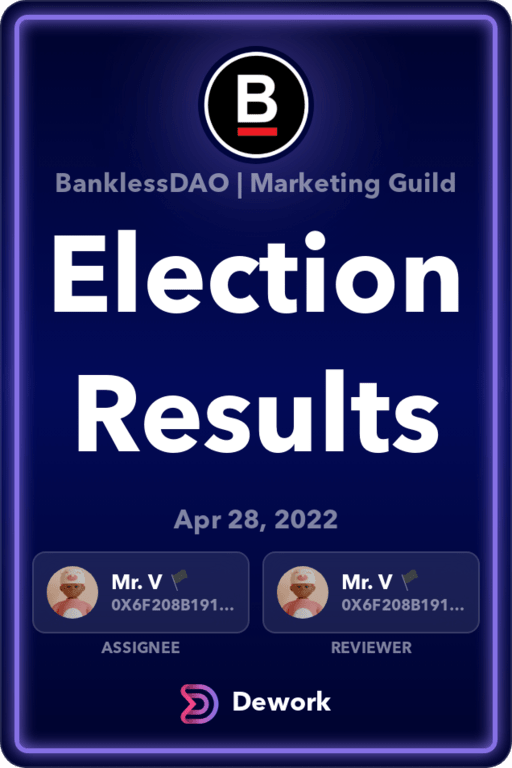 B
BanklessDAO | Marketing Guild
Election
Results
Apr 28, 2022
Mr. V 🏴
0X6F208B191...
Mr. V 🏴
0X6F208B191...
ASSIGNEE
REVIEWER
Dework